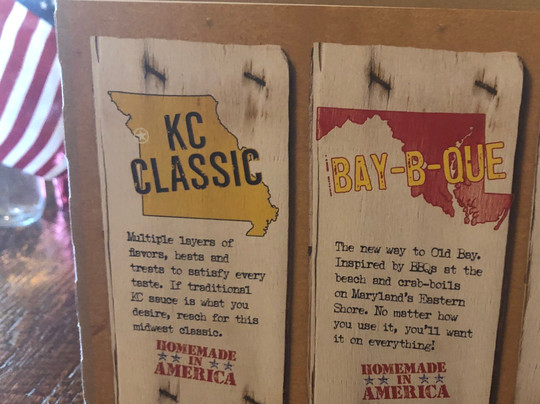 KC
CLASSIC
Multiple layers of
flavors, heats and
treats to satisfy every
taste. If traditional
KC sauce is what you
desire, reach for this
midwest classic.
HOMEMADE
IN
AMERICA
BAY-B-QUE
The new way to Old Bay.
Inspired by BBQs at the
beach and crab-boils
on Maryland's Eastern
Shore. No matter how
you use it, you'll want
it on everything!
HOMEMADE
IN
AMERICA